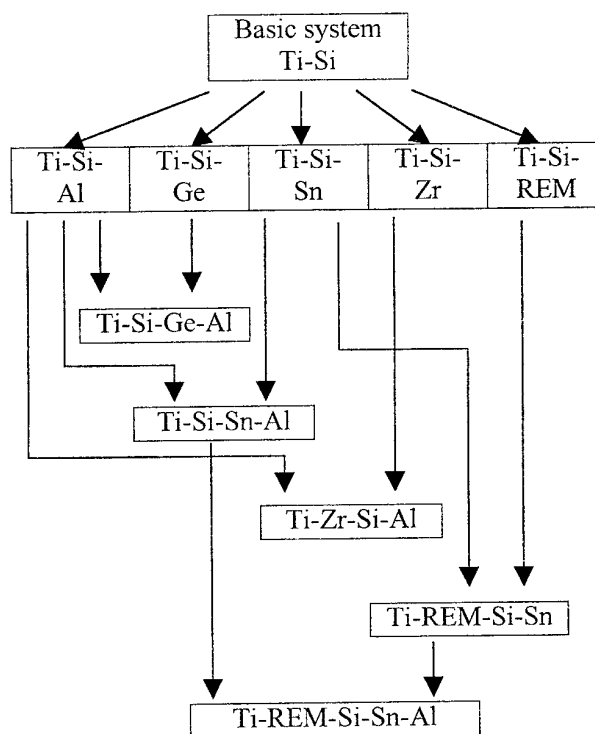 Basic system
Ti-Si
Ti-Si-
Al
Ti-Si-
Ge
Ti-Si-
Sn
Ti-Si-
Zr
Ti-Si-
REM
Ti-Si-Ge-Al
Ti-Si-Sn-Al
Ti-Zr-Si-Al
Ti-REM-Si-Sn
Ti-REM-Si-Sn-Al